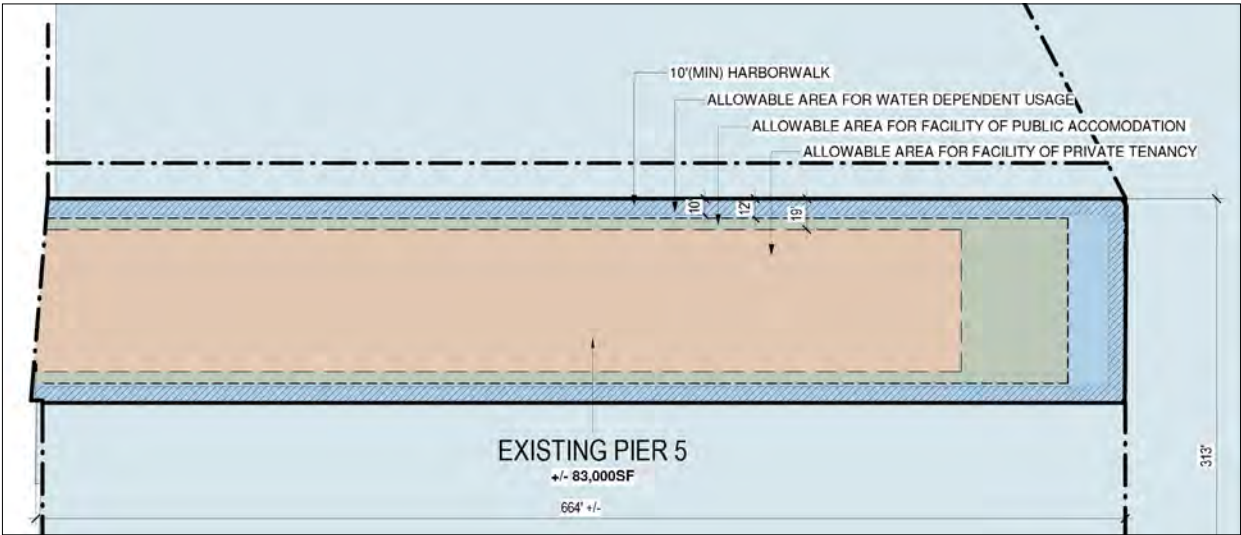 10'(MIN) HARBORWALK
ALLOWABLE AREA FOR WATER DEPENDENT USAGE
ALLOWABLE AREA FOR FACILITY OF PUBLIC ACCOMODATION
ALLOWABLE AREA FOR FACILITY OF PRIVATE TENANCY
10'
12'
19'
EXISTING PIER 5
+/- 83,000SF
313'
664' +/-